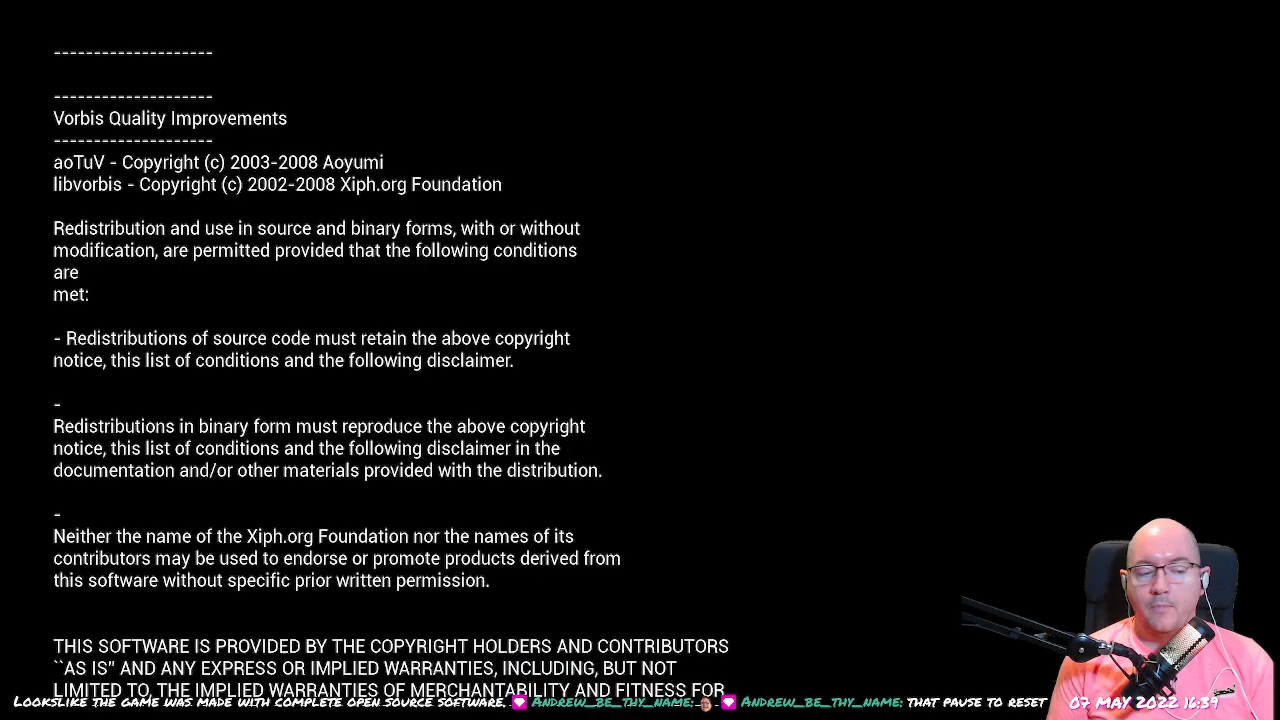 --------------------
--------------------
Vorbis Quality Improvements
--------------------
aoTuV - Copyright (c) 2003-2008 Aoyumi
libvorbis - Copyright (c) 2002-2008 Xiph.org Foundation
Redistribution and use in source and binary forms, with or without
modification, are permitted provided that the following conditions
are
met:
- Redistributions of source code must retain the above copyright
notice, this list of conditions and the following disclaimer.
-
Redistributions in binary form must reproduce the above copyright
notice, this list of conditions and the following disclaimer in the
documentation and/or other materials provided with the distribution.
-
Neither the name of the Xiph.org Foundation nor the names of its
contributors may be used to endorse or promote products derived from
this software without specific prior written permission.
THIS SOFTWARE IS PROVIDED BY THE COPYRIGHT HOLDERS AND CONTRIBUTORS
``AS IS'' AND ANY EXPRESS OR IMPLIED WARRANTIES, INCLUDING, BUT NOT
LIMITED TO, THE IMPLIED WARRANTIES OF MERCHANTABILITY AND FITNESS FOR
Lookslike the game was made with complete open source software. Andrew_be_thy_name: Andrew_be_thy_name: that pause to reset 07 May 2022 16:39